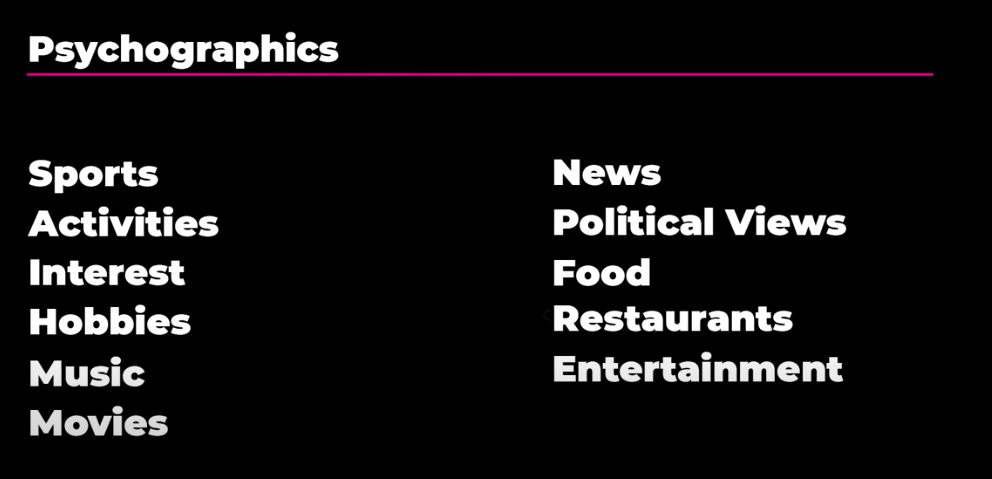 Psychographics
Sports
Activities
Interest
Hobbies
Music
Movies
News
Political Views
Food
Restaurants
Entertainment